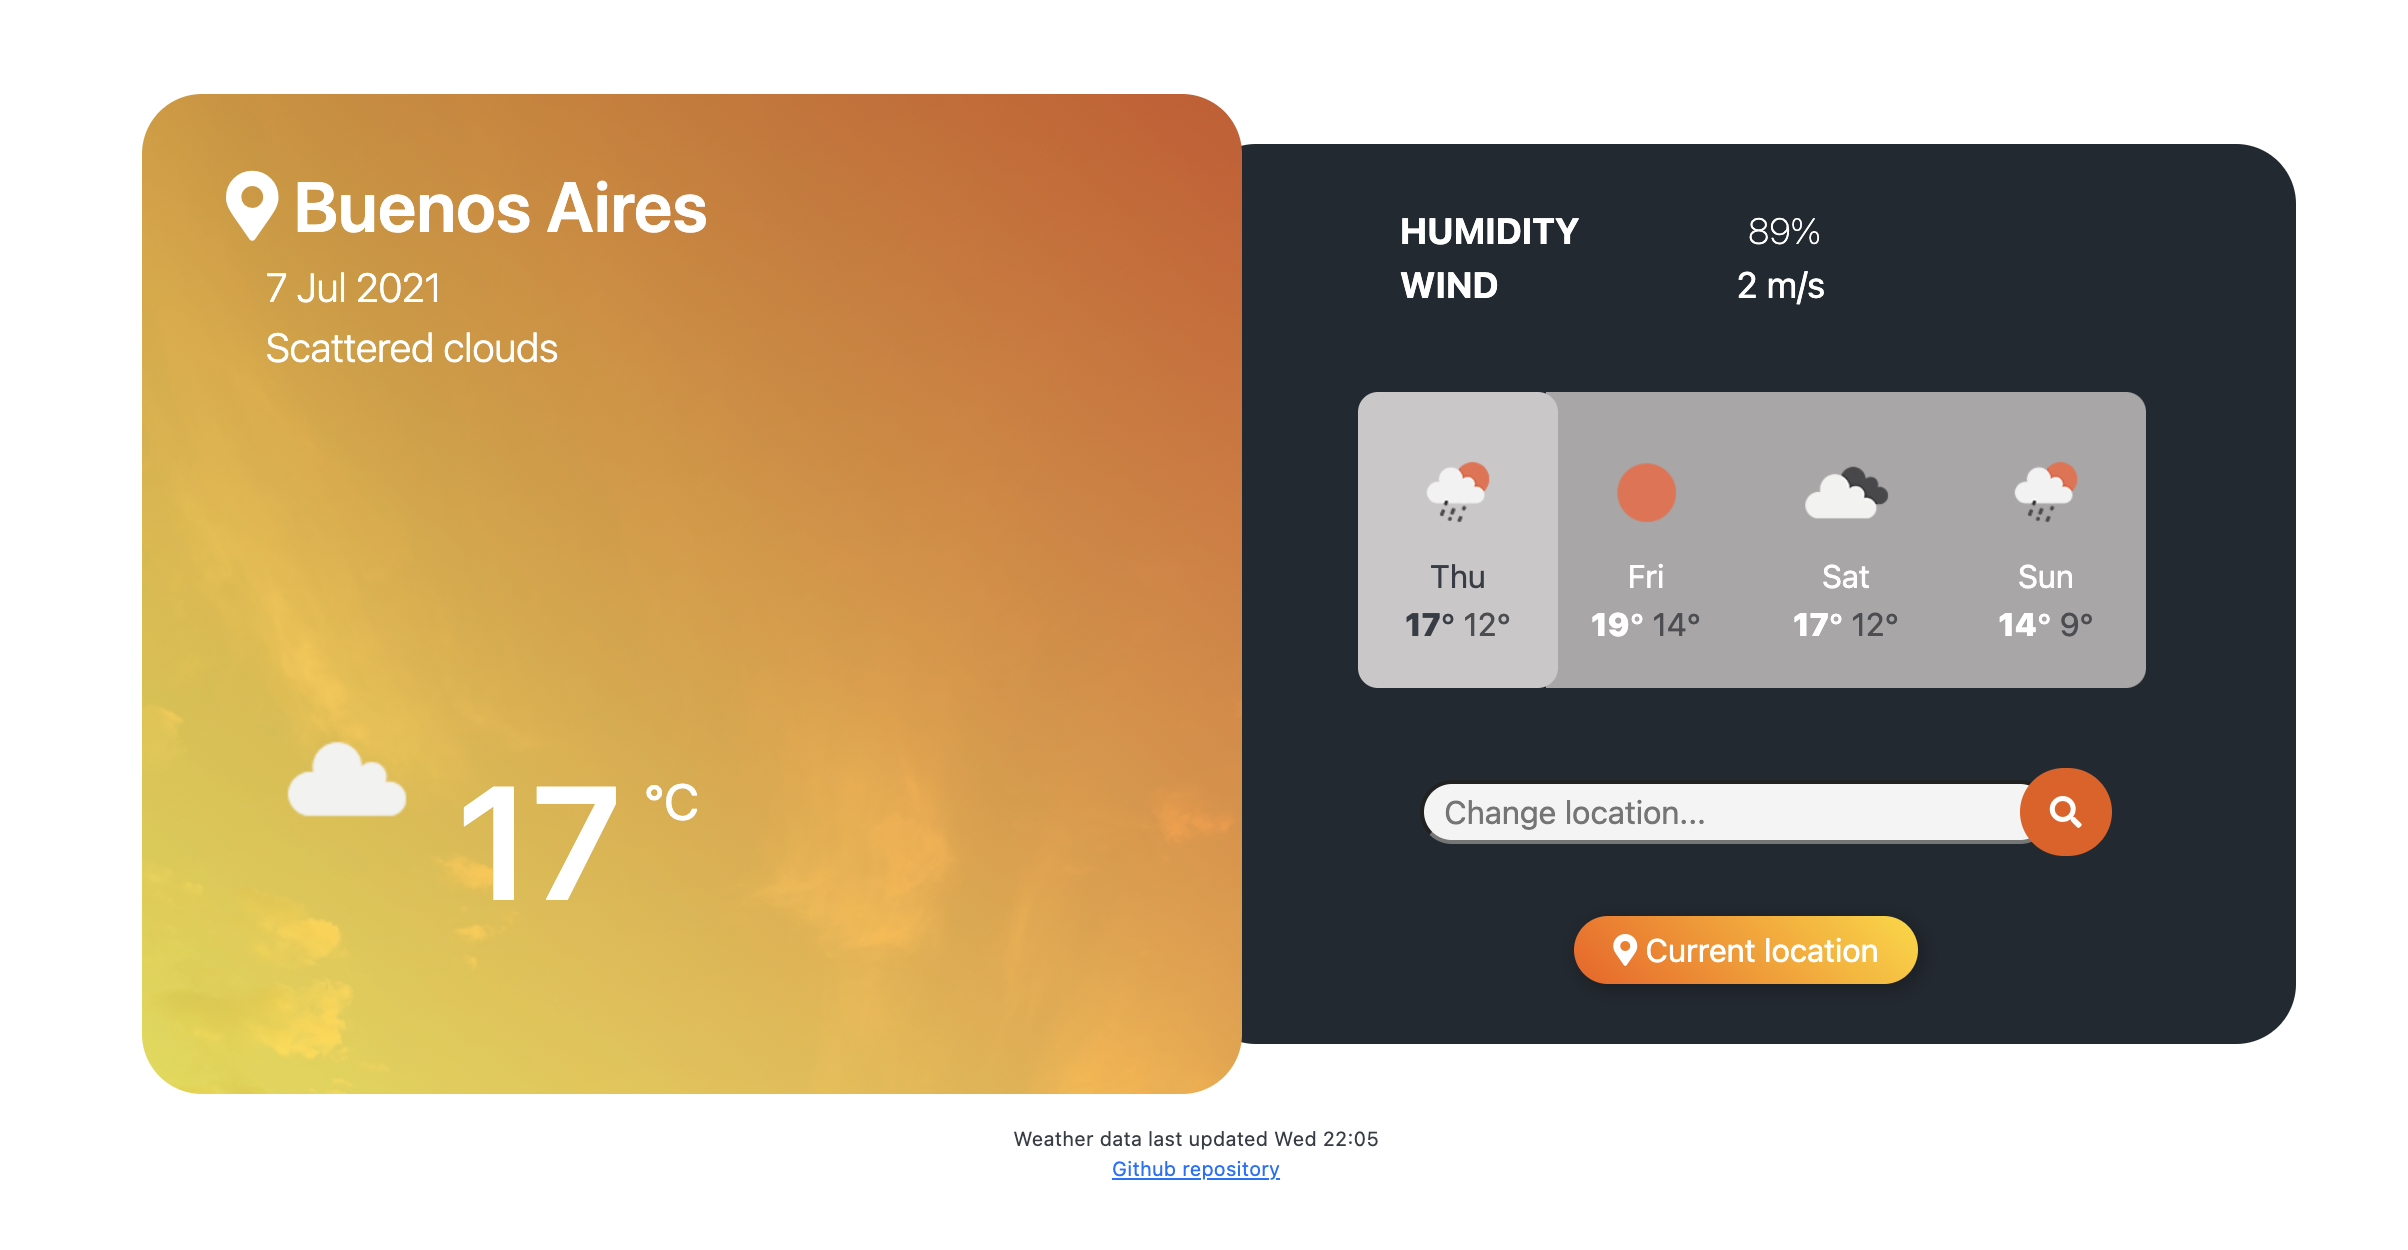 Buenos Aires
7 Jul 2021
Scattered clouds
17 °C
HUMIDITY 89%
WIND 2 m/s
Thu Fri Sat Sun
17° 12° 19° 14° 17° 12° 14° 9°
Change location...
Current location
Weather data last updated Wed 22:05
Github repository